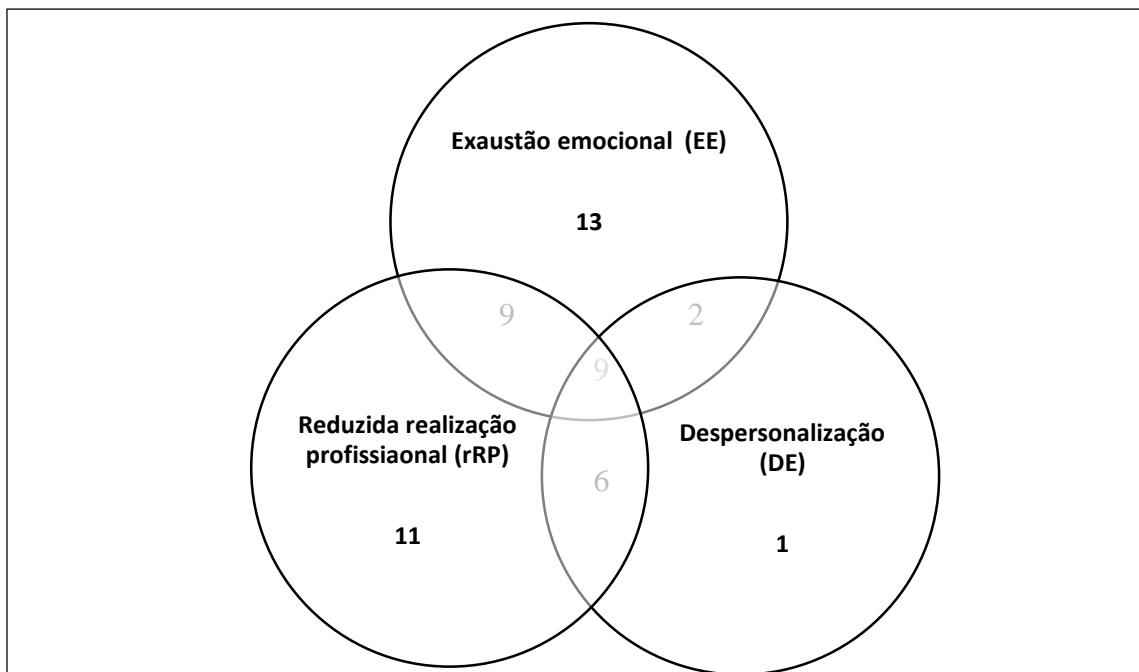 Exaustão emocional (EE)
13
9
2
9
Reduzida realização
profissiaonal (rRP)
Despersonalização
(DE)
6
11
1